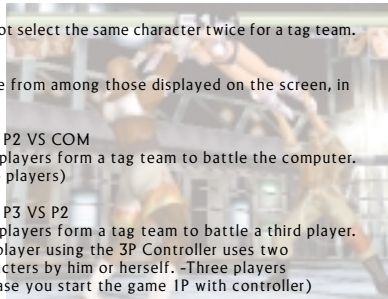 ot select the same character twice for a tag team.
e from among those displayed on the screen, in
P2 VS COM
players form a tag team to battle the computer.
players)
P3 VS P2
players form a tag team to battle a third player.
player using the 3P Controller uses two
cters by him or herself. -Three players
ase you start the game 1P with controller)